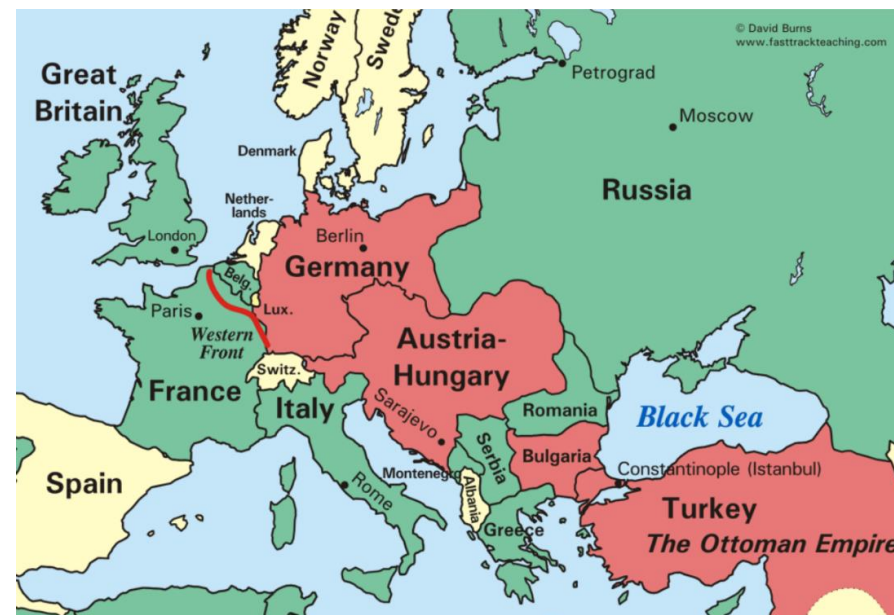 © David Burns
www.fasttrackteaching.com
Norway
Swede
Great
Britain
Petrograd
Moscow
Denmark
Russia
Nether-
lands
London
Berlin
Germany
Belg.
Lux.
Paris
Western
Front
Austria-
Hungary
Switz.
France
Italy
Sarajevo
Romania
Black Sea
Serbia
Bulgaria
Montenegro
Constantinople (Istanbul)
Spain
Albania
Rome
Turkey
Greece
The Ottoman Empire